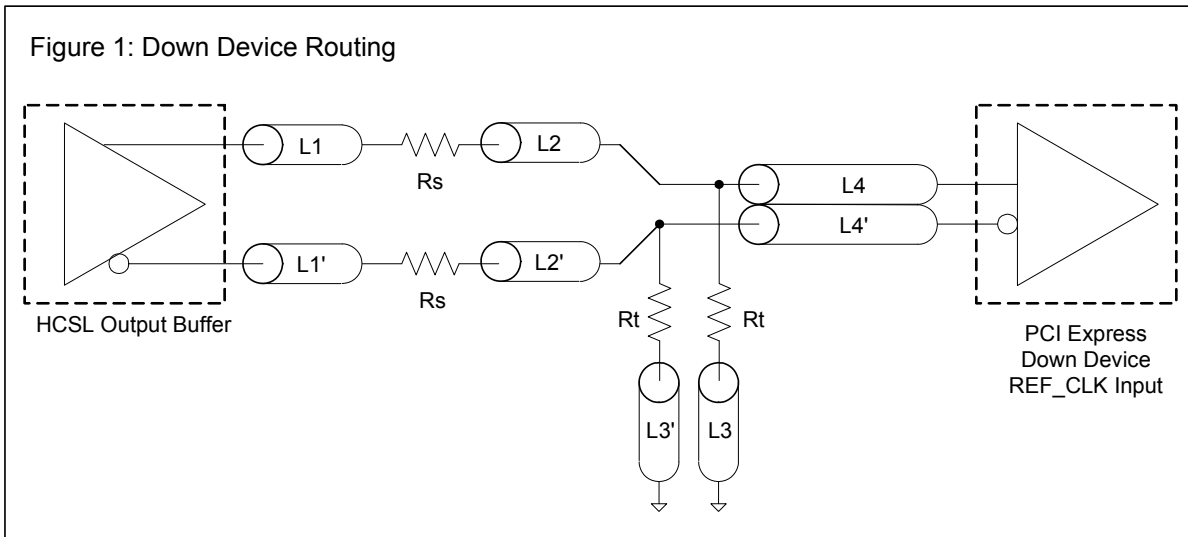 Figure 1: Down Device Routing
L1
Rs
L2
L4
L4'
L1'
Rs
L2'
HCSL Output Buffer
Rt
Rt
L3'
L3
PCI Express
Down Device
REF_CLK Input